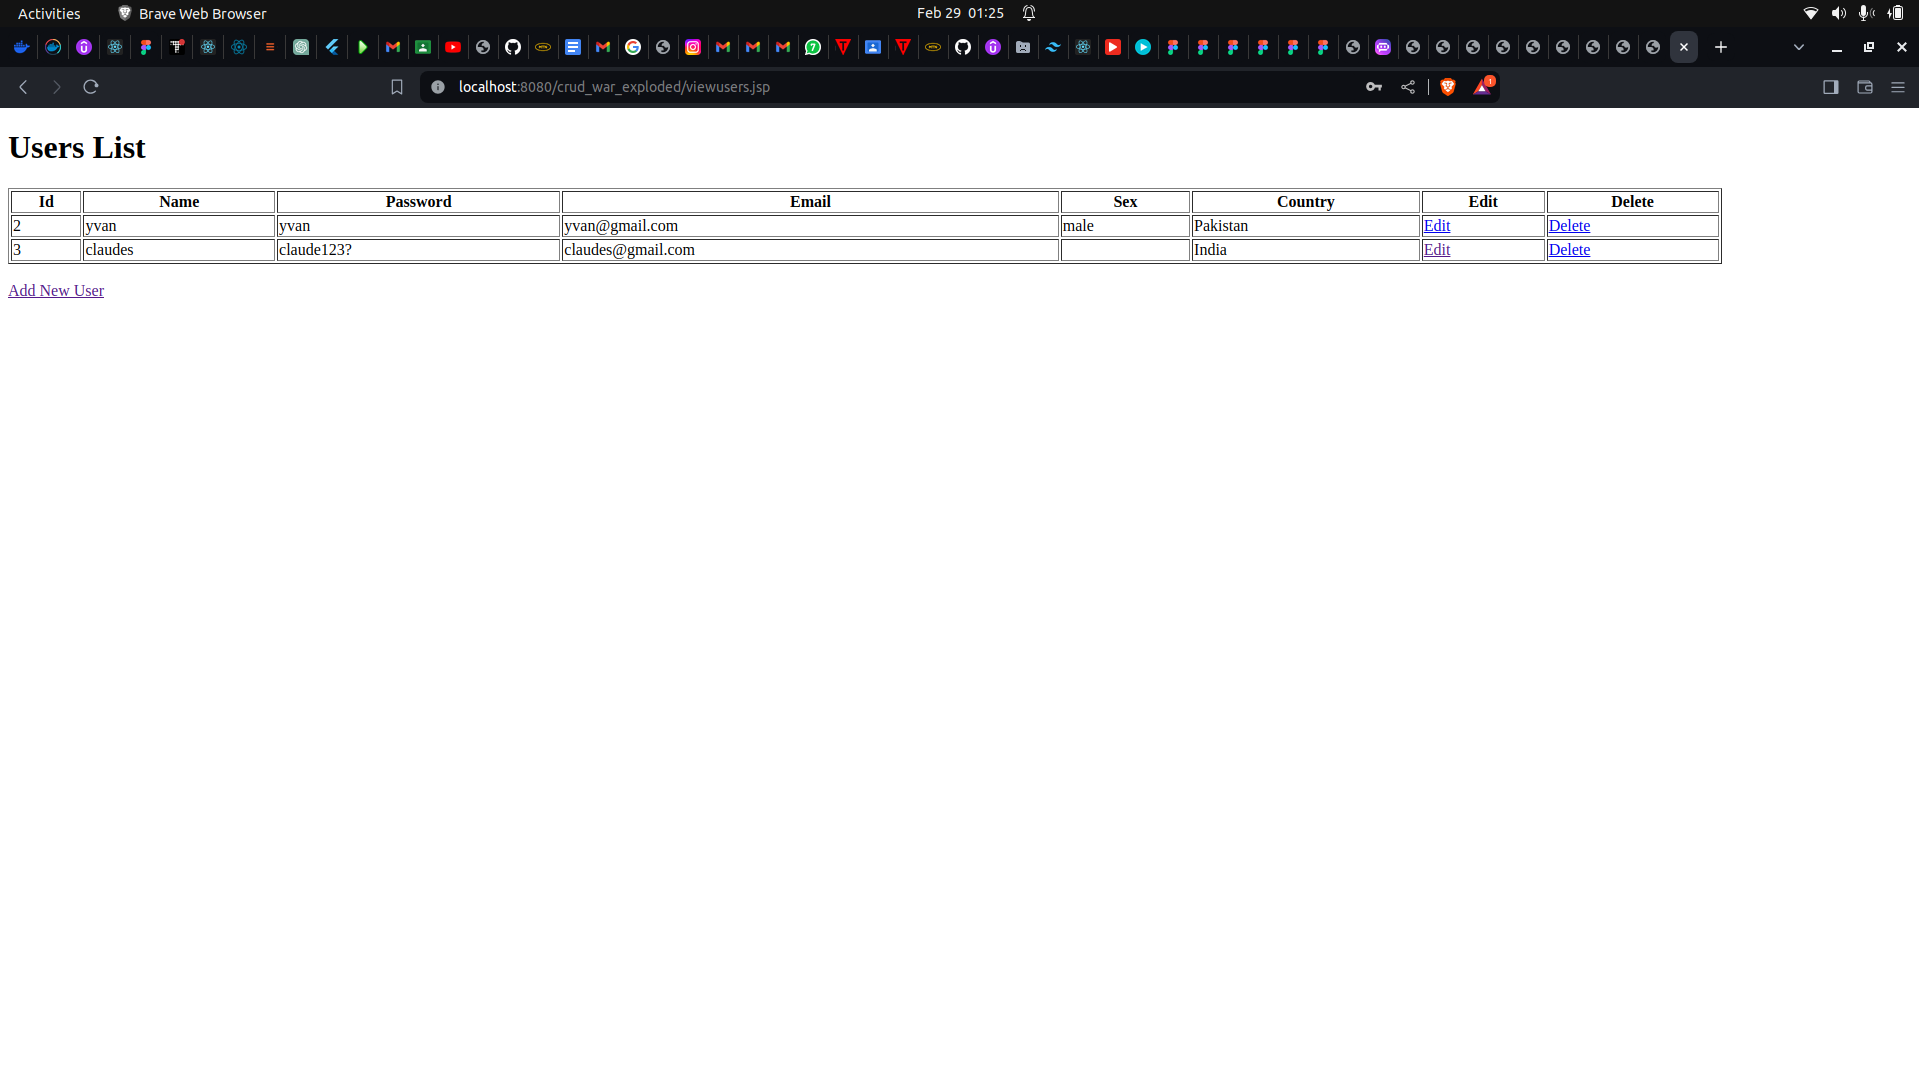 Activities Brave Web Browser Feb 29 01:25
localhost:8080/crud_war_exploded/viewusers.jsp 1
Users List
Id Name Password Email Sex Country Edit Delete
2 yvan yvan yvan@gmail.com male Pakistan Edit Delete
3 claudes claude123? claudes@gmail.com India Edit Delete
Add New User